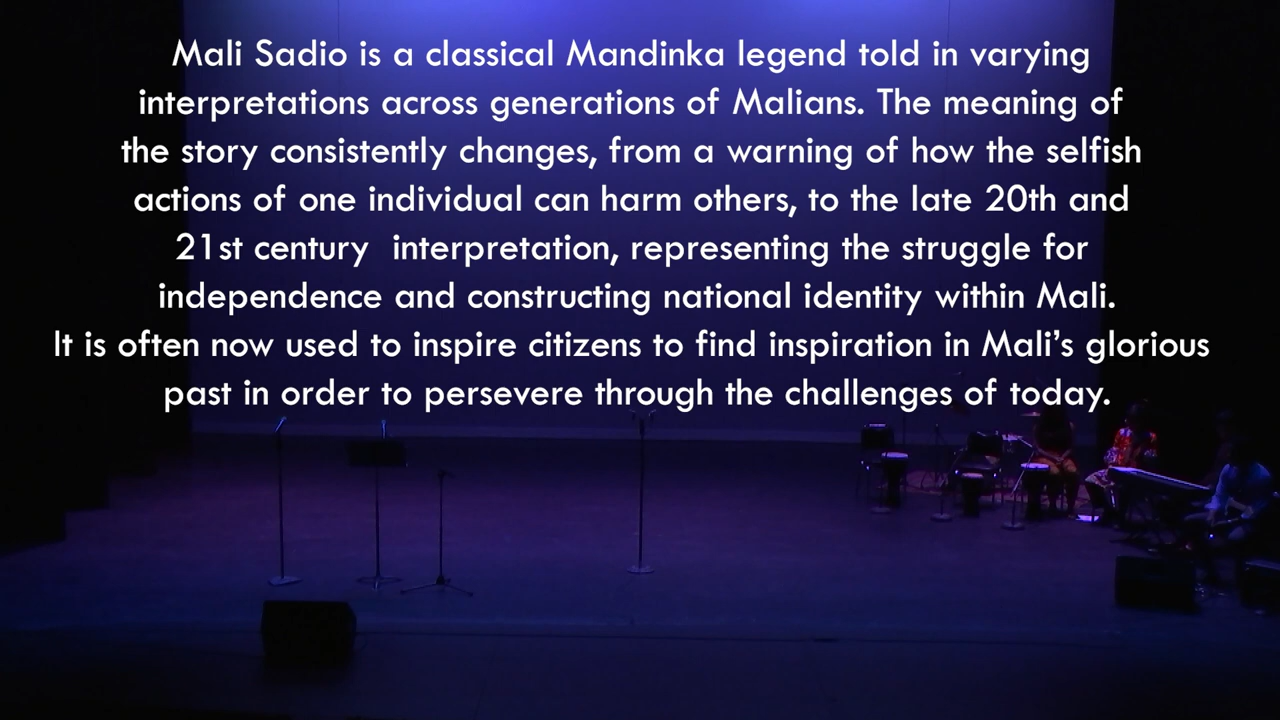 Mali Sadio is a classical Mandinka legend told in varying
interpretations across generations of Malians. The meaning of
the story consistently changes, from a warning of how the selfish
actions of one individual can harm others, to the late 20th and
21st century  interpretation, representing the struggle for
independence and constructing national identity within Mali.
It is often now used to inspire citizens to find inspiration in Mali’s glorious
past in order to persevere through the challenges of today.